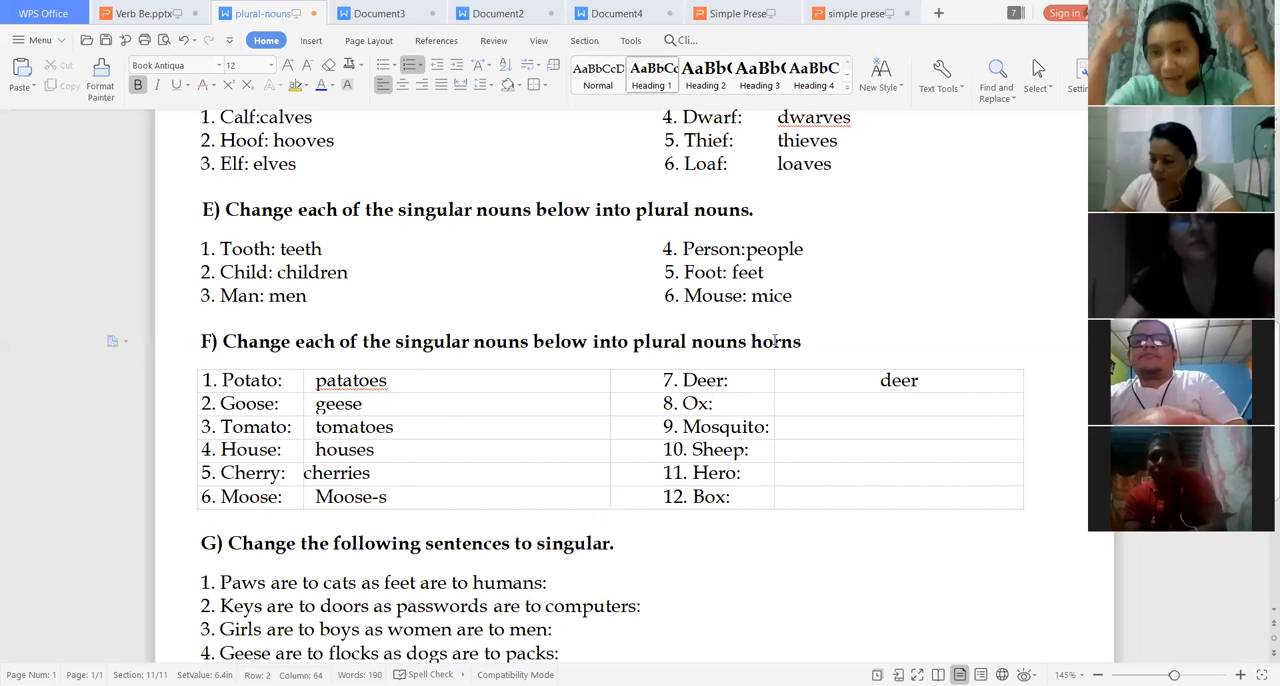 WPS Office
Verb Be.pptx
plural-nouns
Document3
Document2
Document4
Simple Prese
simple prese
7
Sign in
Menu
Home
Insert
Page Layout
References
Review
View
Section
Tools
Cli...
Paste
Cut
Copy
Format Painter
Book Antiqua
12
AaBbCcD
Normal
AaBbCc
Heading 1
AaBb(
Heading 2
AaBb(
Heading 3
AaBbC
Heading 4
New Style
Text Tools
Find and Replace
Select
1. Calf:calves
4. Dwarf: dwarves
2. Hoof: hooves
5. Thief: thieves
3. Elf: elves
6. Loaf: loaves
E) Change each of the singular nouns below into plural nouns.
1. Tooth: teeth
4. Person:people
2. Child: children
5. Foot: feet
3. Man: men
6. Mouse: mice
F) Change each of the singular nouns below into plural nouns horns
1. Potato: patatoes
7. Deer: deer
2. Goose: geese
8. Ox:
3. Tomato: tomatoes
9. Mosquito:
4. House: houses
10. Sheep:
5. Cherry: cherries
11. Hero:
6. Moose: Moose-s
12. Box:
G) Change the following sentences to singular.
1. Paws are to cats as feet are to humans:
2. Keys are to doors as passwords are to computers:
3. Girls are to boys as women are to men:
4. Geese are to flocks as dogs are to packs:
Page Num: 1 Page: 1/1 Section: 11/11 SetValue: 6.4in Row: 2 Column: 64 Words: 190 Spell Check Compatibility Mode 145%